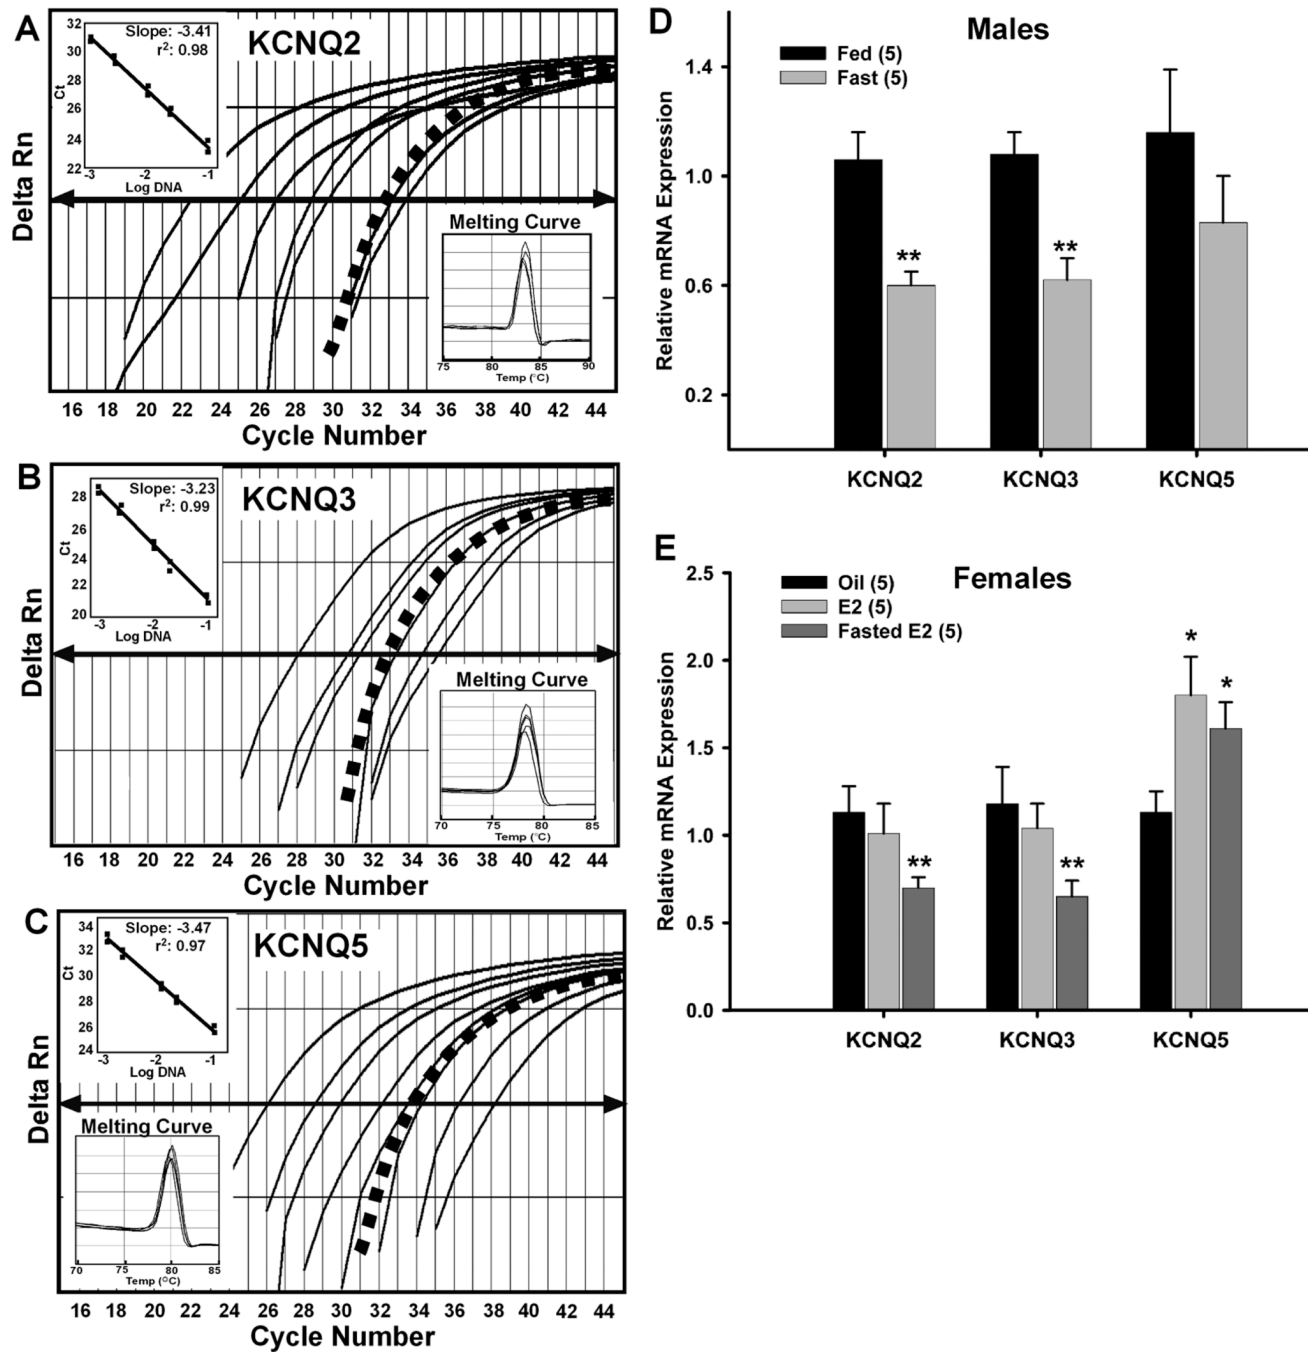 A
KCNQ2
Slope: -3.41
r²: 0.98
32
30
28
26
24
22
Ct
-3 -2 -1
Log DNA
Delta Rn
Melting Curve
75 80 85 90
Temp (°C)
16 18 20 22 24 26 28 30 32 34 36 38 40 42 44
Cycle Number
B
KCNQ3
Slope: -3.23
r²: 0.99
28
26
24
22
20
Ct
-3 -2 -1
Log DNA
Delta Rn
Melting Curve
70 75 80 85
Temp (°C)
16 18 20 22 24 26 28 30 32 34 36 38 40 42 44
Cycle Number
C
KCNQ5
Slope: -3.47
r²: 0.97
34
32
30
28
26
24
Ct
-3 -2 -1
Log DNA
Delta Rn
Melting Curve
70 75 80 85
Temp (°C)
16 18 20 22 24 26 28 30 32 34 36 38 40 42 44
Cycle Number
D
Males
Fed (5)
Fast (5)
Relative mRNA Expression
1.4
1.0
0.6
0.2
** **
KCNQ2 KCNQ3 KCNQ5
E
Females
Oil (5)
E2 (5)
Fasted E2 (5)
Relative mRNA Expression
2.5
2.0
1.5
1.0
0.5
0.0
** ** * *
KCNQ2 KCNQ3 KCNQ5